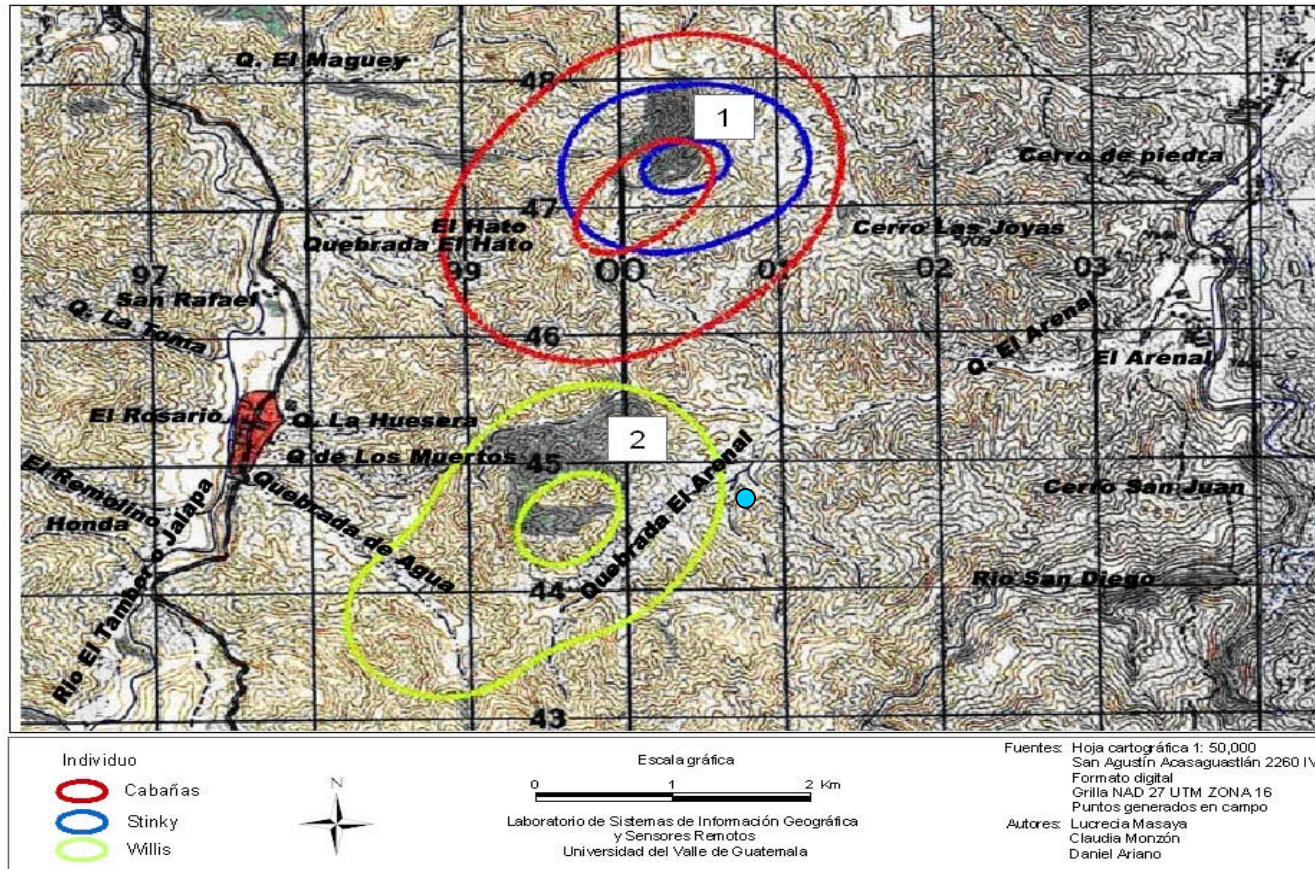 Q. El Maguey
48
1
Cerro de piedra
47
El Hato
Quebrada El Hato
Cerro Las Joyas
97
99
00
01
02
03
San Rafael
Q. La Toma
46
Q. El Arenal
El Arenal
El Rosario
Q. La Huesera
2
Q de Los Muertos
45
El Remolino
Quebrada de Agua
Quebrada El Arenal
Cerro San Juan
Honda
44
Rio San Diego
Rio El Tambor o Jalapa
43
Individuo
Cabañas
Stinky
Willis
N
Escala gráfica
0 1 2 Km
Laboratorio de Sistemas de Información Geográfica
y Sensores Remotos
Universidad del Valle de Guatemala
Fuentes: Hoja cartográfica 1: 50,000
San Agustín Acasaguastlán 2260 IV
Formato digital
Grilla NAD 27 UTM ZONA 16
Puntos generados en campo
Autores: Lucrecia Masaya
Claudia Monzón
Daniel Ariano